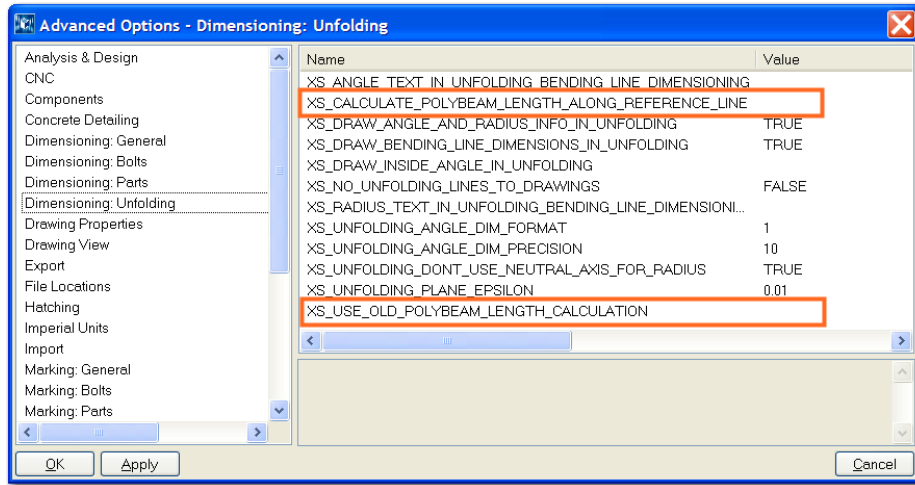 Advanced Options - Dimensioning: Unfolding
Analysis & Design
CNC
Components
Concrete Detailing
Dimensioning: General
Dimensioning: Bolts
Dimensioning: Parts
Dimensioning: Unfolding
Drawing Properties
Drawing View
Export
File Locations
Hatching
Imperial Units
Import
Marking: General
Marking: Bolts
Marking: Parts
Name Value
XS_ANGLE_TEXT_IN_UNFOLDING_BENDING_LINE_DIMENSIONING
XS_CALCULATE_POLYBEAM_LENGTH_ALONG_REFERENCE_LINE
XS_DRAW_ANGLE_AND_RADIUS_INFO_IN_UNFOLDING TRUE
XS_DRAW_BENDING_LINE_DIMENSIONS_IN_UNFOLDING TRUE
XS_DRAW_INSIDE_ANGLE_IN_UNFOLDING
XS_NO_UNFOLDING_LINES_TO_DRAWINGS FALSE
XS_RADIUS_TEXT_IN_UNFOLDING_BENDING_LINE_DIMENSIONI...
XS_UNFOLDING_ANGLE_DIM_FORMAT 1
XS_UNFOLDING_ANGLE_DIM_PRECISION 10
XS_UNFOLDING_DONT_USE_NEUTRAL_AXIS_FOR_RADIUS TRUE
XS_UNFOLDING_PLANE_EPSILON 0.01
XS_USE_OLD_POLYBEAM_LENGTH_CALCULATION
OK Apply Cancel